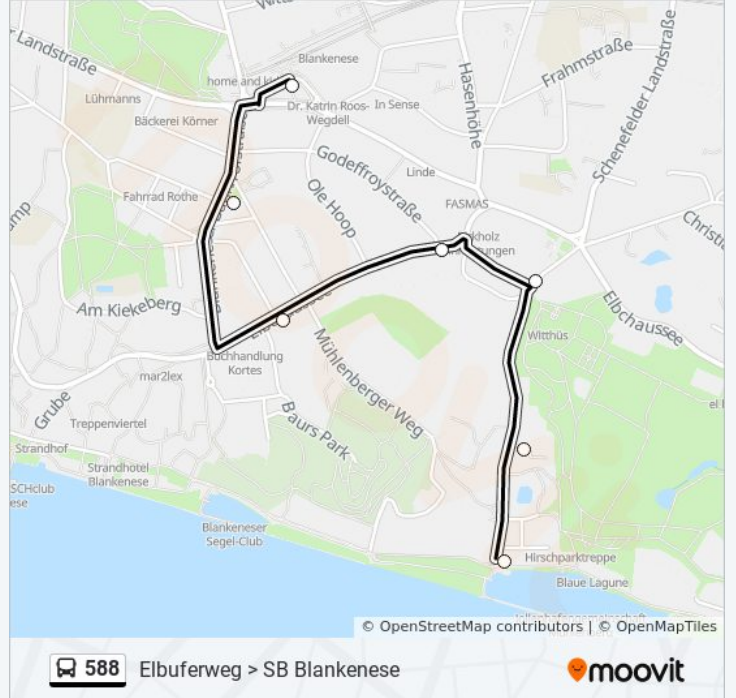 r Landstraße
Blankenese
home and
Frahmstraße
Lühmanns
Dr. Katrin Roos-
Wegdell
In Sense
Hasenhöhe
Schenefelder Landstraße
Bäckerei Körner
Godeffroystraße
Linde
Fahrrad Rothe
Ole Hoop
FASMAS
Elbchaussee
Am Kiekeberg
Witthüs
Buchhandlung
Kortes
mar2lex
Mühlenberger Weg
Grube
Treppenviertel
Baurs Park
Strandhof
Strandhotel
Blankenese
Blankeneser
Segel-Club
Hirschparktreppe
Blaue Lagune
© OpenStreetMap contributors | © OpenMapTiles
588 Elbuferweg > SB Blankenese
moovit